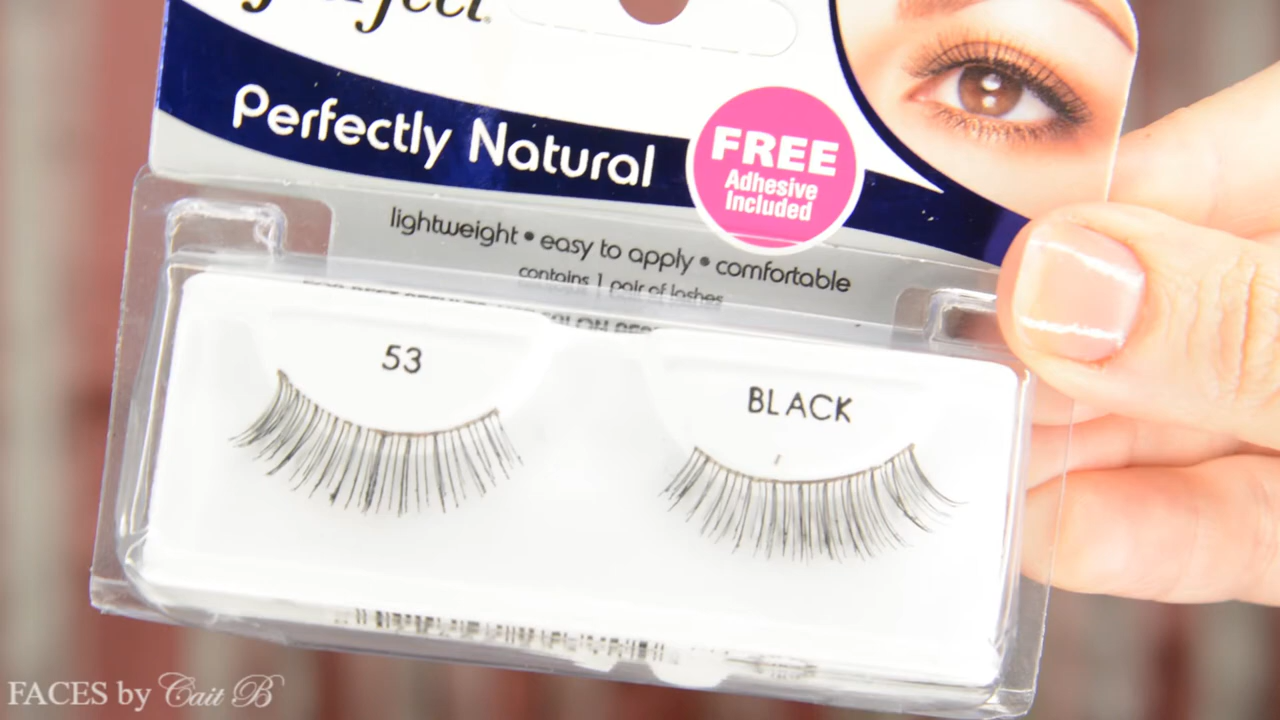 Perfectly Natural
FREE
Adhesive
Included
lightweight • easy to apply • comfortable
contains 1 pair of lashes
53
BLACK
FACES by Cait B